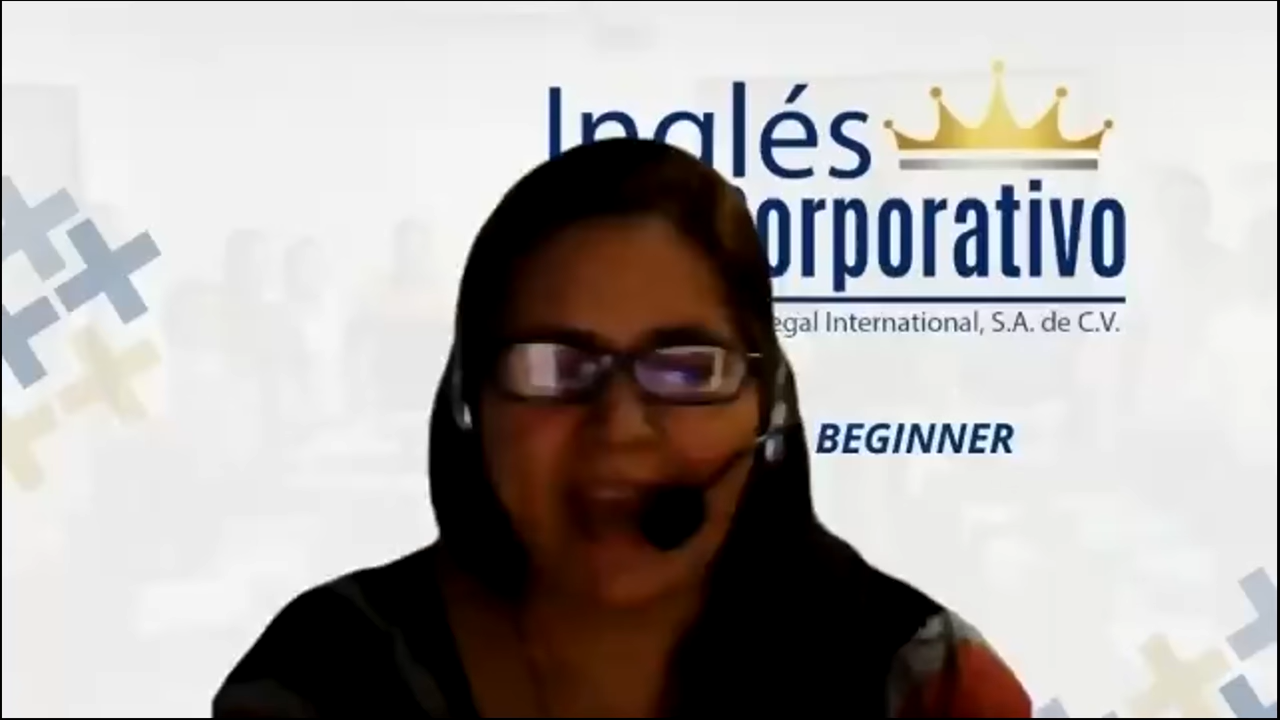 Inglés
orporativo
egal International, S.A. de C.V.
BEGINNER